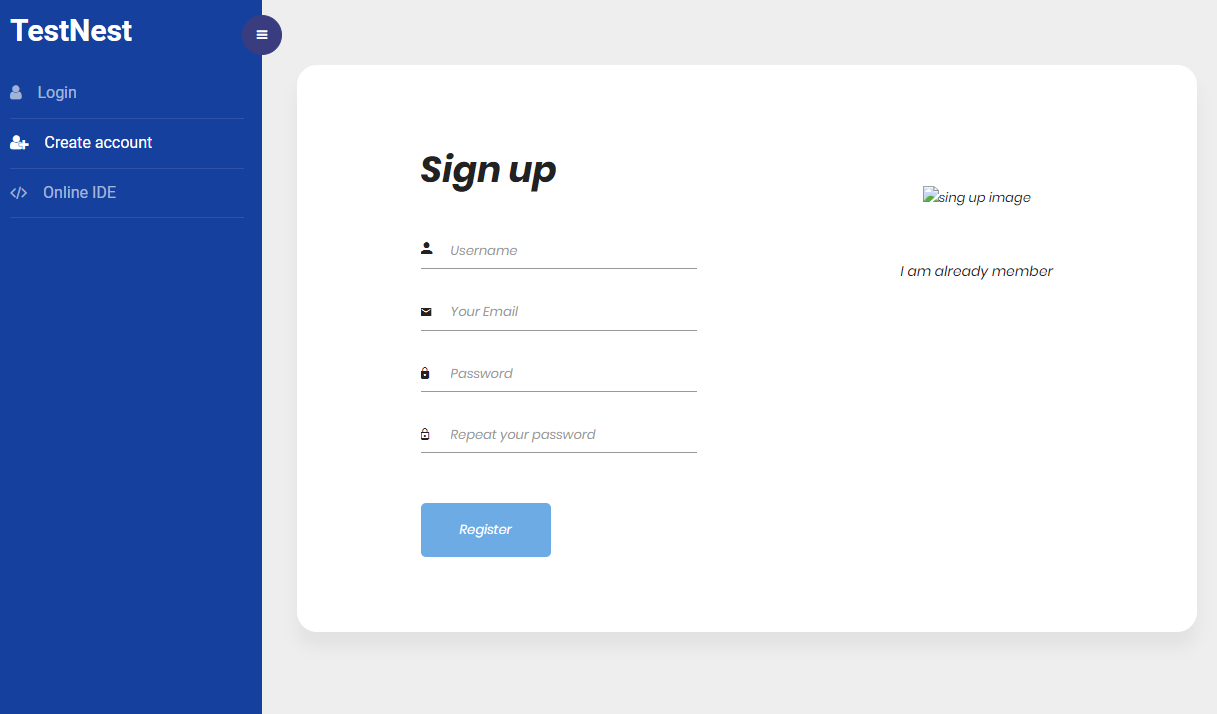 TestNest
Login
Create account
Online IDE
Sign up
Username
Your Email
Password
Repeat your password
Register
sing up image
I am already member